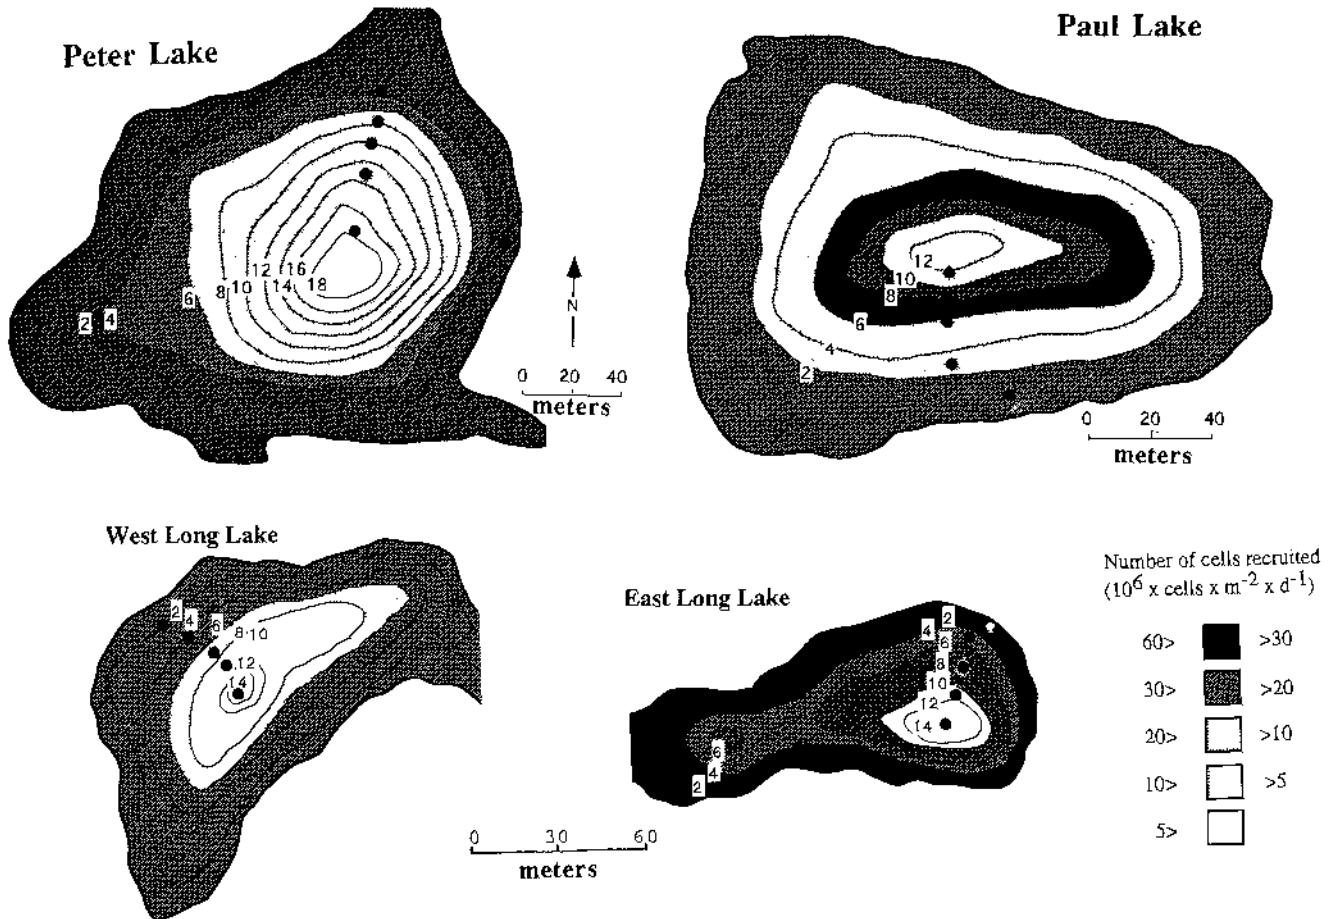 Peter Lake
Paul Lake
2
4
6
8
10
12
14
16
18
N
0 20 40
meters
12
10
8
6
4
2
0 20 40
meters
West Long Lake
2
4
6
8
10
12
14
East Long Lake
2
4
6
8
10
12
14
6
4
2
0 30 60
meters
Number of cells recruited
(10⁶ x cells x m⁻² x d⁻¹)
60> >30
30> >20
20> >10
10> >5
5>